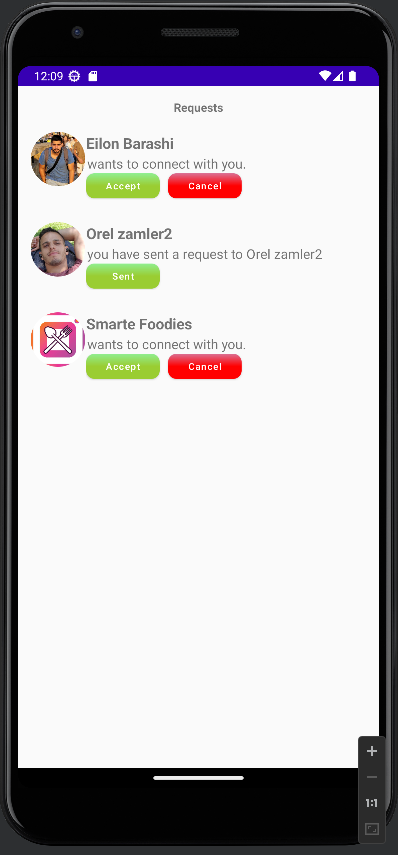 12:09
Requests
Eilon Barashi
wants to connect with you.
Accept Cancel
Orel zamler2
you have sent a request to Orel zamler2
Sent
Smarte Foodies
wants to connect with you.
Accept Cancel
1:1